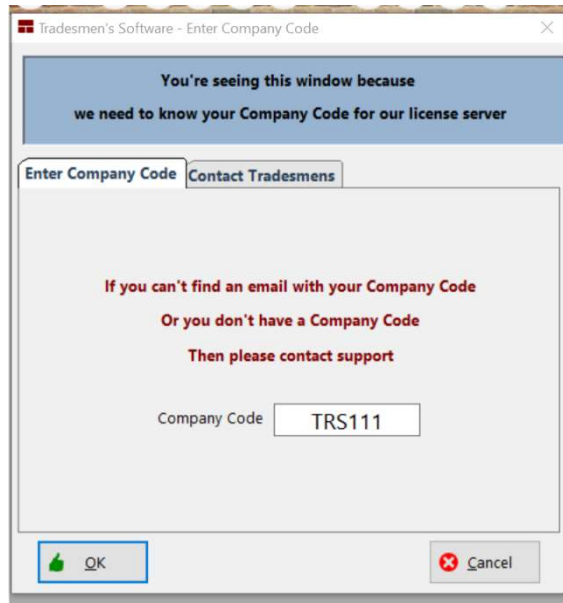 Tradesmen's Software - Enter Company Code
You're seeing this window because
we need to know your Company Code for our license server
Enter Company Code
Contact Tradesmens
If you can't find an email with your Company Code
Or you don't have a Company Code
Then please contact support
Company Code TRS111
OK
Cancel